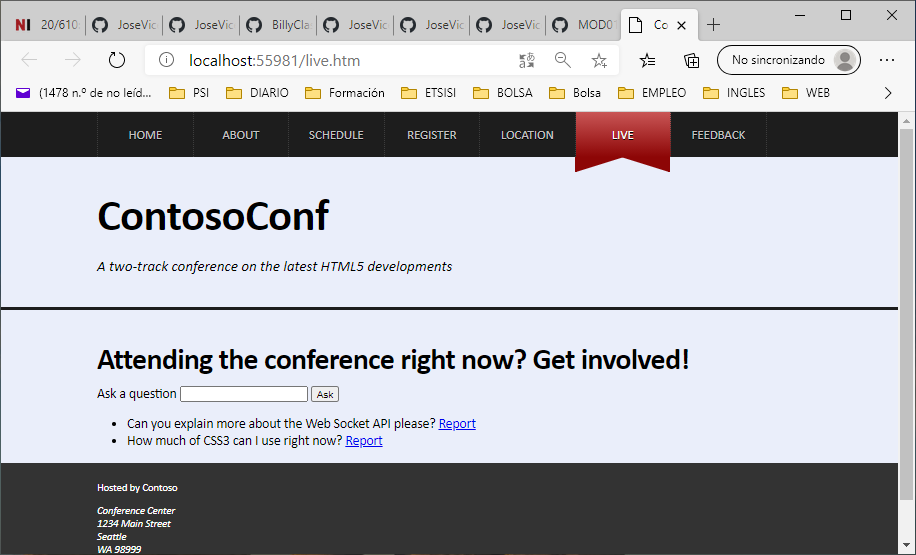 NI 20/610: JoseVic JoseVic BillyCla JoseVic JoseVic JoseVic MOD0 Co
localhost:55981/live.htm No sincronizando
(1478 n.º de no leíd... PSI DIARIO Formación ETSISI BOLSA Bolsa EMPLEO INGLES WEB
HOME ABOUT SCHEDULE REGISTER LOCATION LIVE FEEDBACK
ContosoConf
A two-track conference on the latest HTML5 developments
Attending the conference right now? Get involved!
Ask a question Ask
Can you explain more about the Web Socket API please? Report
How much of CSS3 can I use right now? Report
Hosted by Contoso
Conference Center
1234 Main Street
Seattle
WA 98999